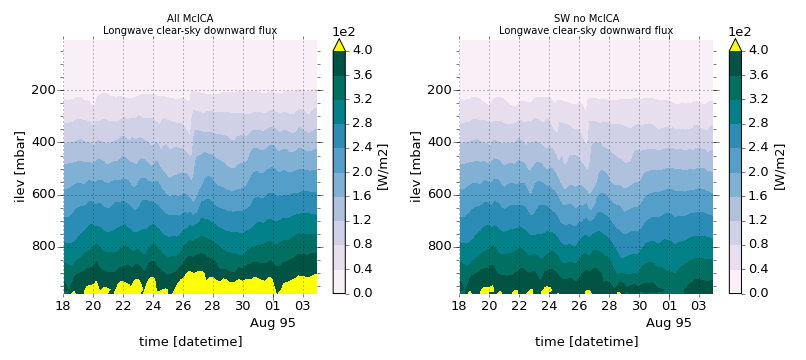 All McICA
Longwave clear-sky downward flux
1e2
4.0
3.6
3.2
2.8
2.4
2.0
1.6
1.2
0.8
0.4
0.0
[W/m2]
200
400
600
800
ilev [mbar]
18 20 22 24 26 28 30 01 03
Aug 95
time [datetime]
SW no McICA
Longwave clear-sky downward flux
1e2
4.0
3.6
3.2
2.8
2.4
2.0
1.6
1.2
0.8
0.4
0.0
[W/m2]
200
400
600
800
ilev [mbar]
18 20 22 24 26 28 30 01 03
Aug 95
time [datetime]